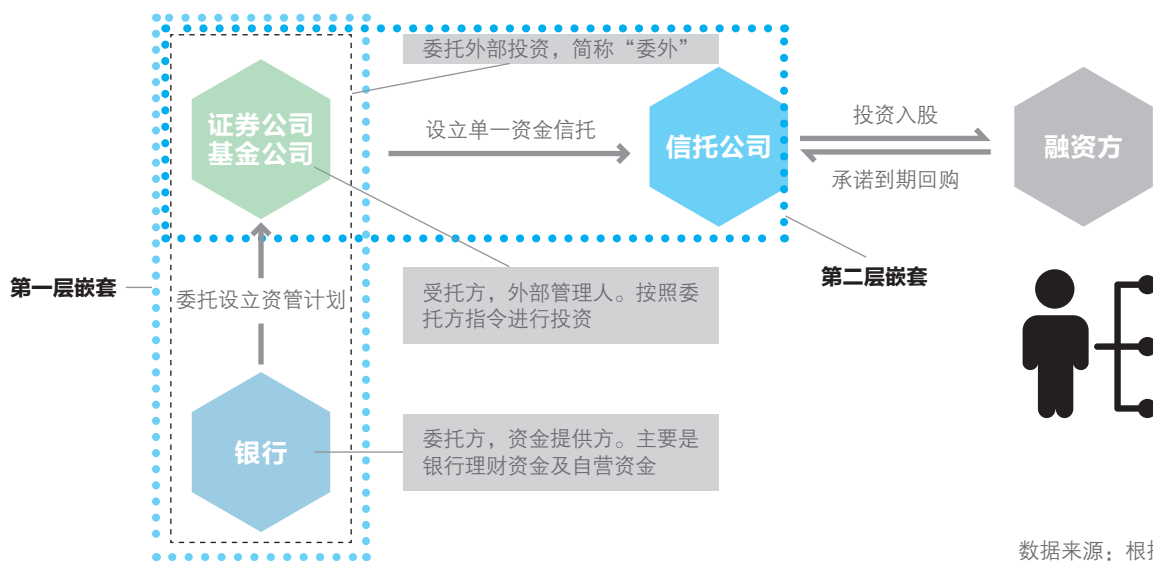 委托外部投资，简称“委外”
证券公司
基金公司
设立单一资金信托
信托公司
投资入股
承诺到期回购
融资方
第一层嵌套
委托设立资管计划
受托方，外部管理人。按照委
托方指令进行投资
第二层嵌套
银行
委托方，资金提供方。主要是
银行理财资金及自营资金
数据来源：根